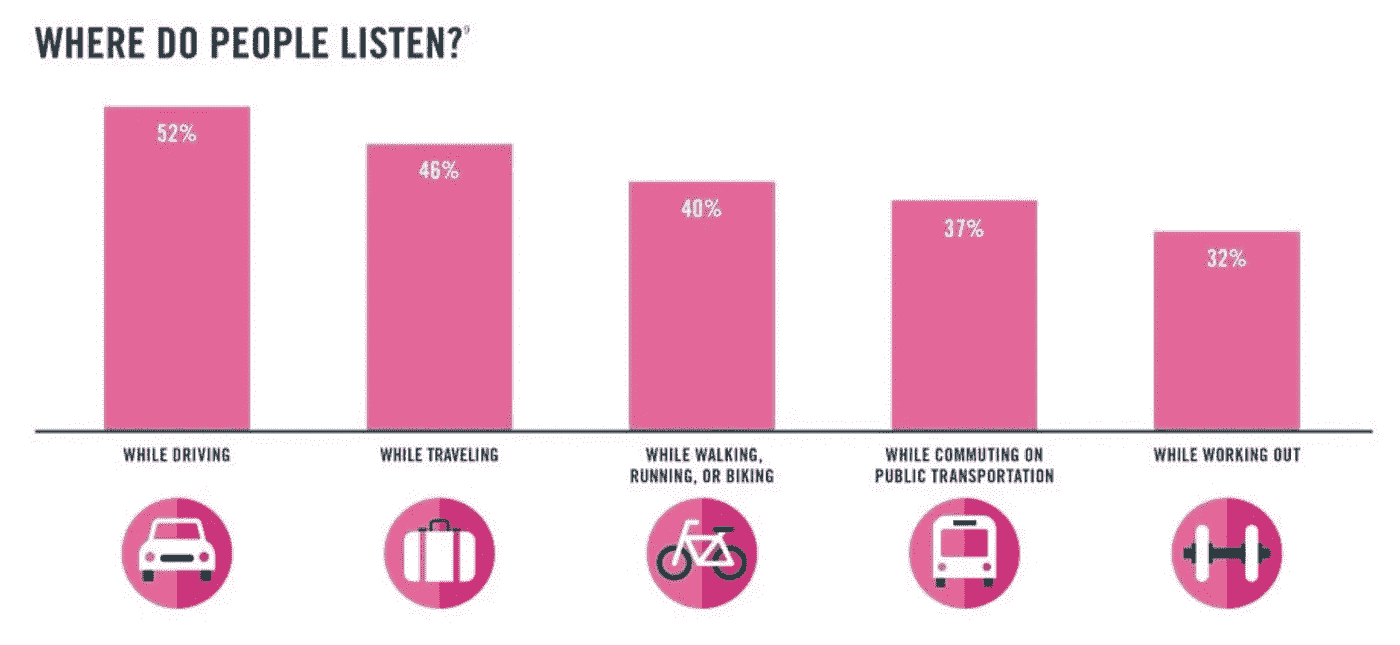 WHERE DO PEOPLE LISTEN?⁹
52%
46%
40%
37%
32%
WHILE DRIVING
WHILE TRAVELING
WHILE WALKING,
RUNNING, OR BIKING
WHILE COMMUTING ON
PUBLIC TRANSPORTATION
WHILE WORKING OUT